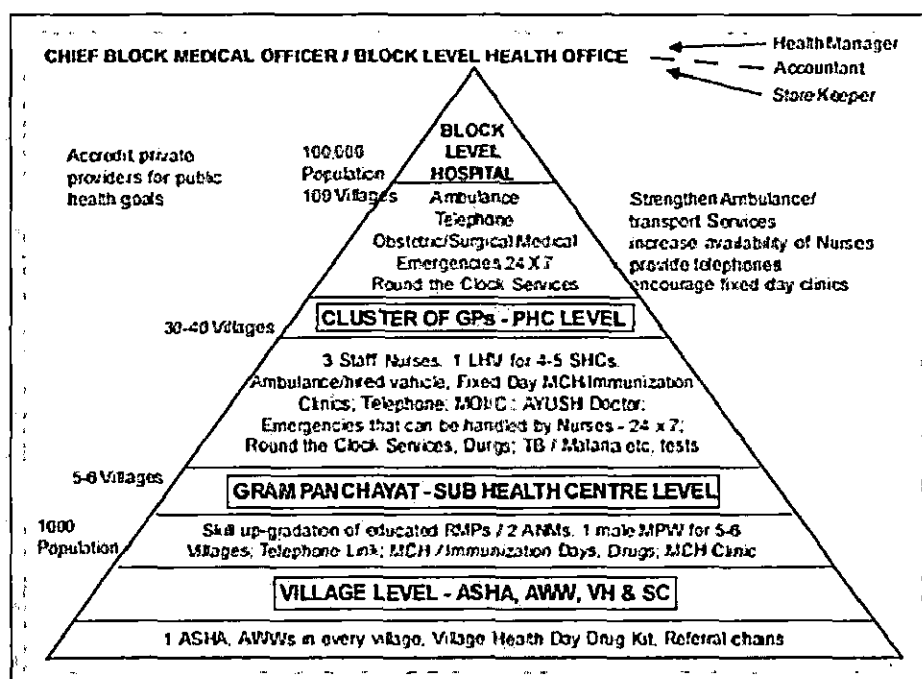 CHIEF BLOCK MEDICAL OFFICER / BLOCK LEVEL HEALTH OFFICE
Health Manager
Accountant
Store Keeper
Accredit private
providers for public
health goals
100,000
Population
100 Villages
BLOCK
LEVEL
HOSPITAL
Ambulance
Telephone
Obstetric/Surgical Medical
Emergencies 24 X 7
Round the Clock Services
Strengthen Ambulance/
transport Services
increase availability of Nurses
provide telephones
encourage fixed day clinics
30-40 Villages
CLUSTER OF GPs - PHC LEVEL
3 Staff Nurses. 1 LHV for 4-5 SHCs.
Ambulance/hired vahicle, Fixed Day MCH/Immunization
Clinics; Telephone; MO I/C; AYUSH Doctor;
Emergencies that can be handled by Nurses - 24 x 7;
Round the Clock Services, Durgs; TB / Malaria etc, tests
5-6 Villages
GRAM PANCHAYAT - SUB HEALTH CENTRE LEVEL
1000
Population
Skill up-gradation of educated RMPs / 2 ANMs. 1 male MPW for 5-6
Villages; Telephone Link; MCH / Immunization Days, Drugs; MCH Clinic
VILLAGE LEVEL - ASHA, AWW, VH & SC
1 ASHA, AWWs in every village, Village Health Day Drug Kit, Referral chains